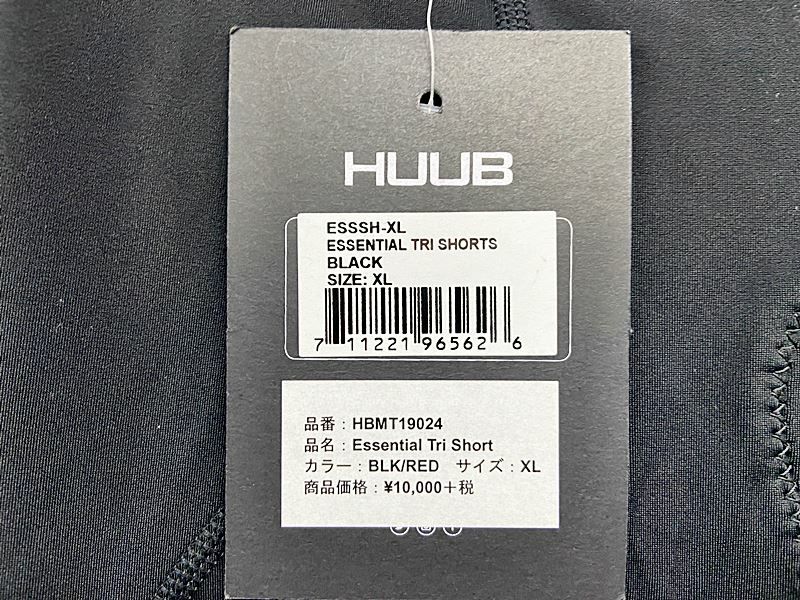 HUUB
ESSSH-XL
ESSENTIAL TRI SHORTS
BLACK
SIZE: XL
7 11221 96562 6
品番：HBMT19024
品名：Essential Tri Short
カラー：BLK/RED　サイズ：XL
商品価格：¥10,000＋税